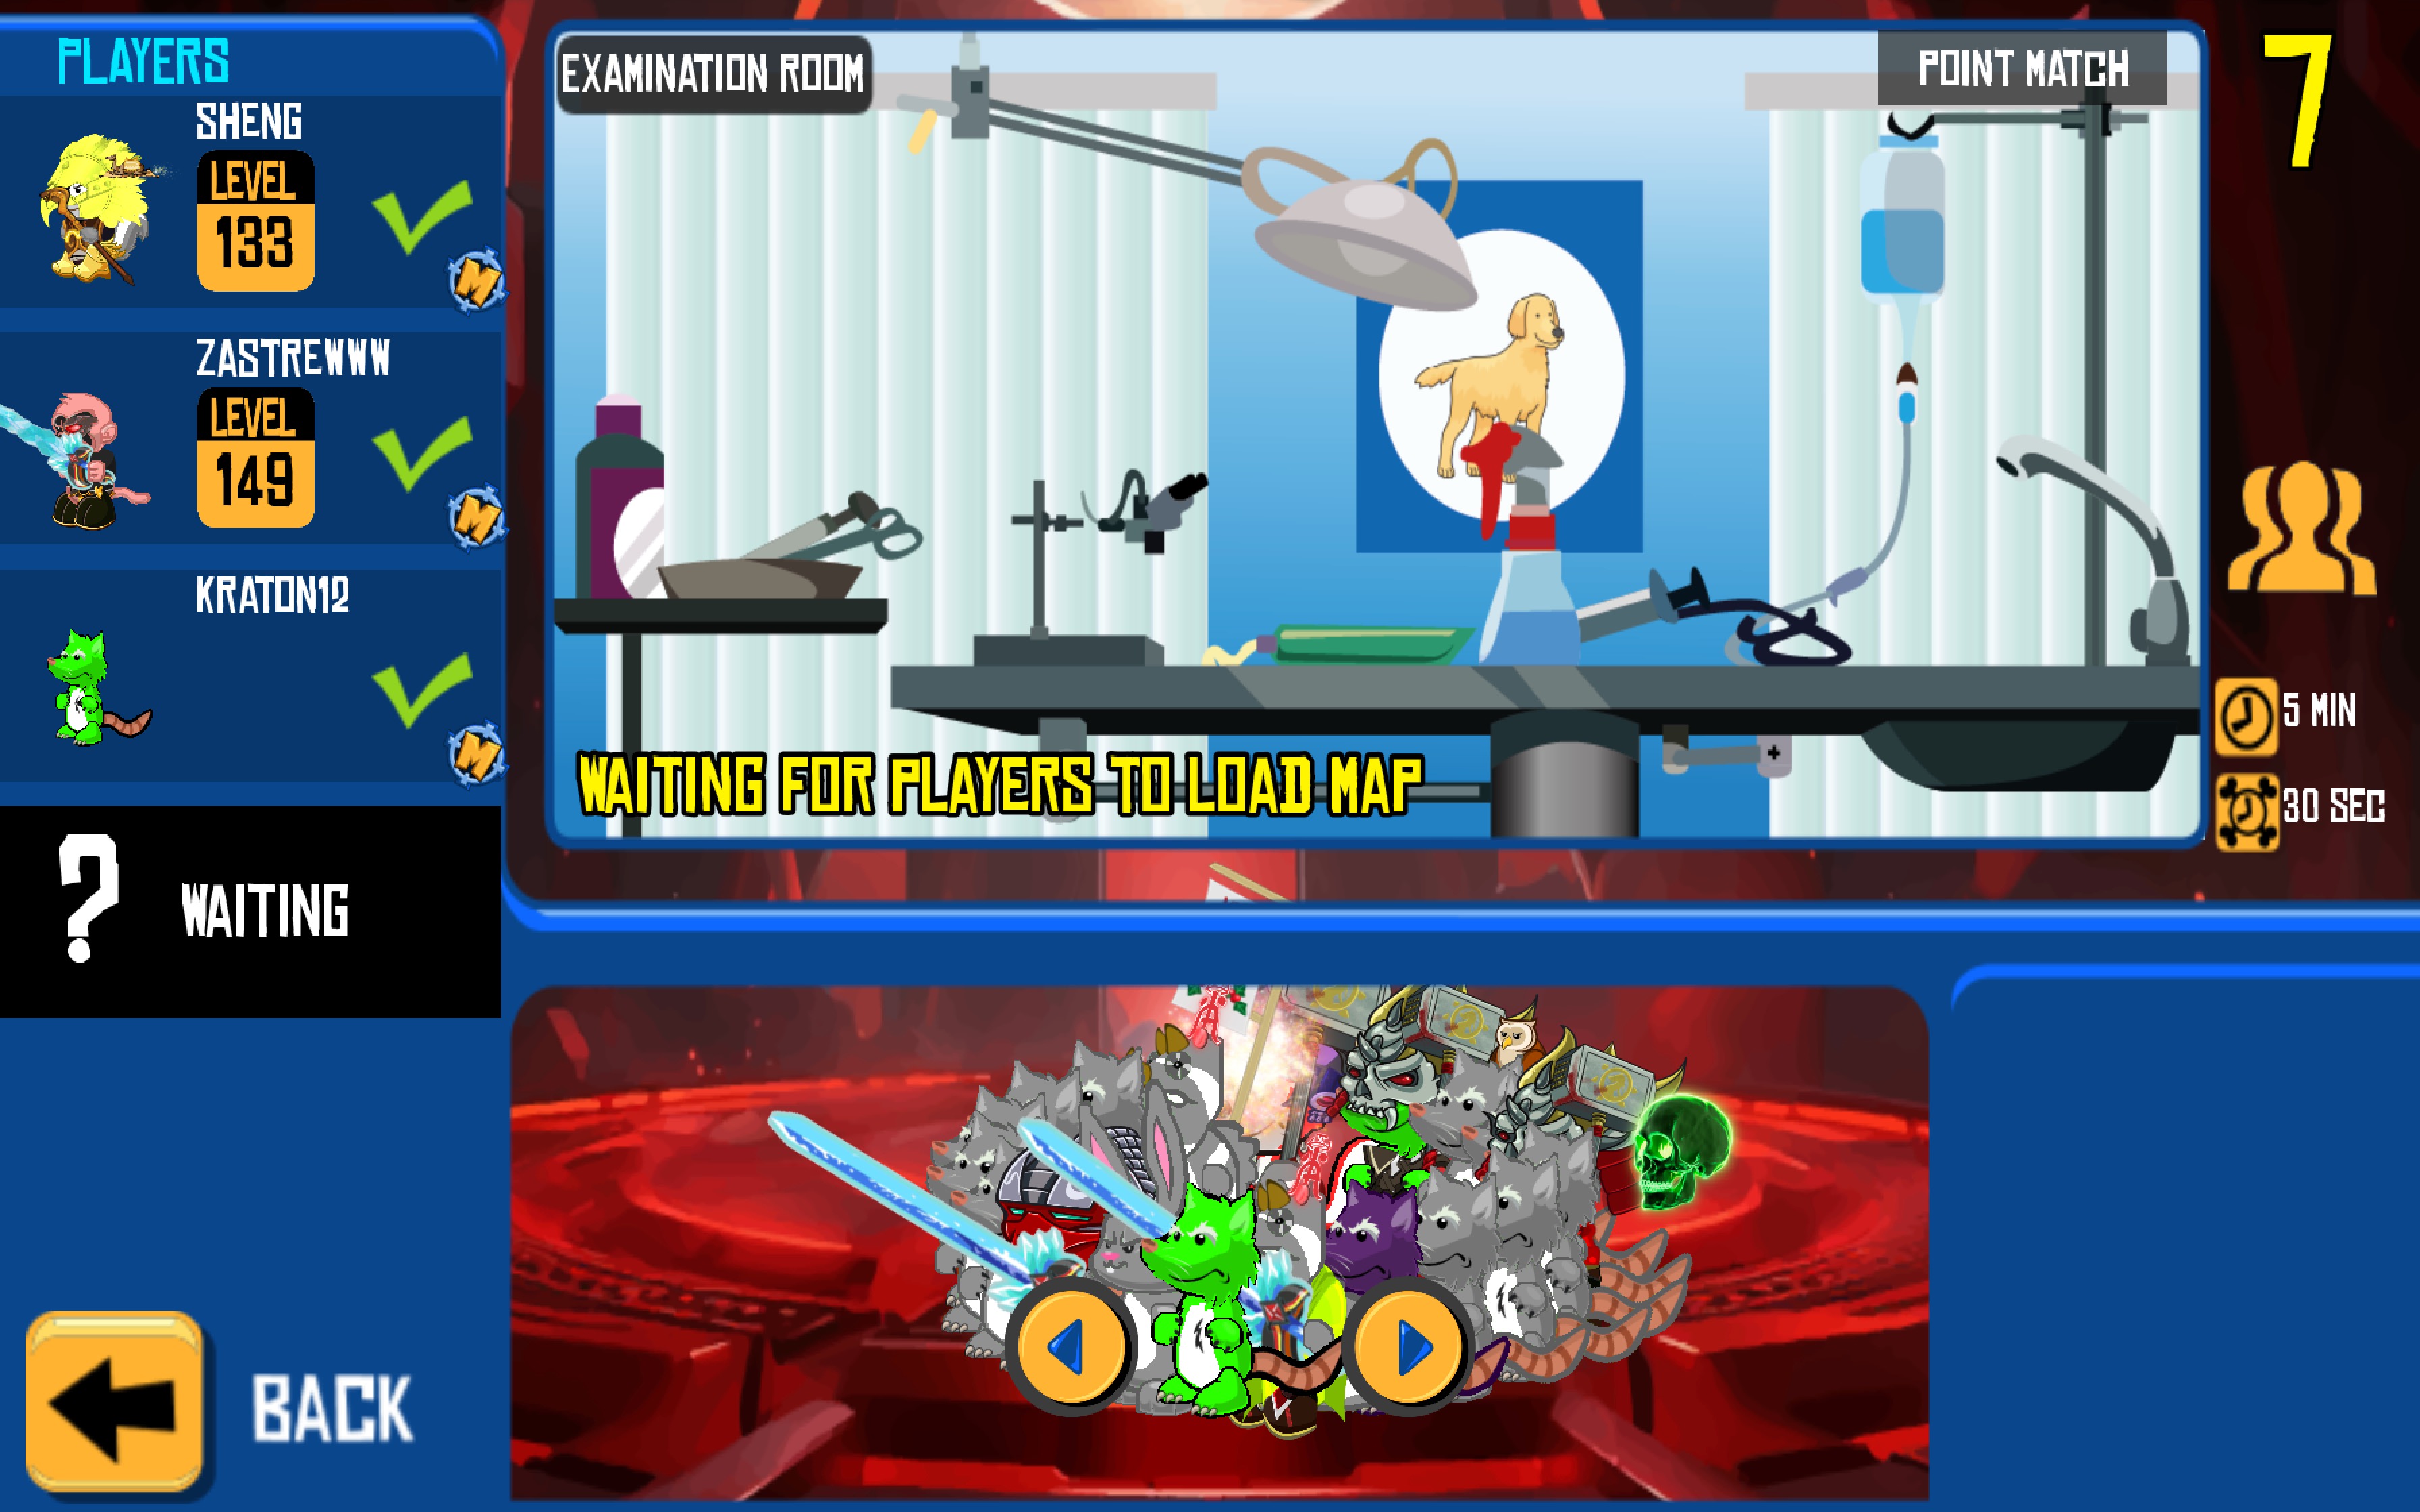 PLAYERS
SHENG
LEVEL
133
M
ZASTREWWW
LEVEL
149
M
KRATON12
M
? WAITING
BACK
EXAMINATION ROOM
POINT MATCH
7
WAITING FOR PLAYERS TO LOAD MAP
5 MIN
30 SEC